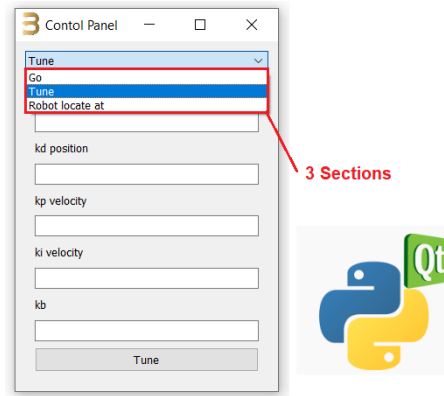 Contol Panel
Tune
Go
Tune
Robot locate at
3 Sections
kd position
kp velocity
ki velocity
kb
Tune
Qt